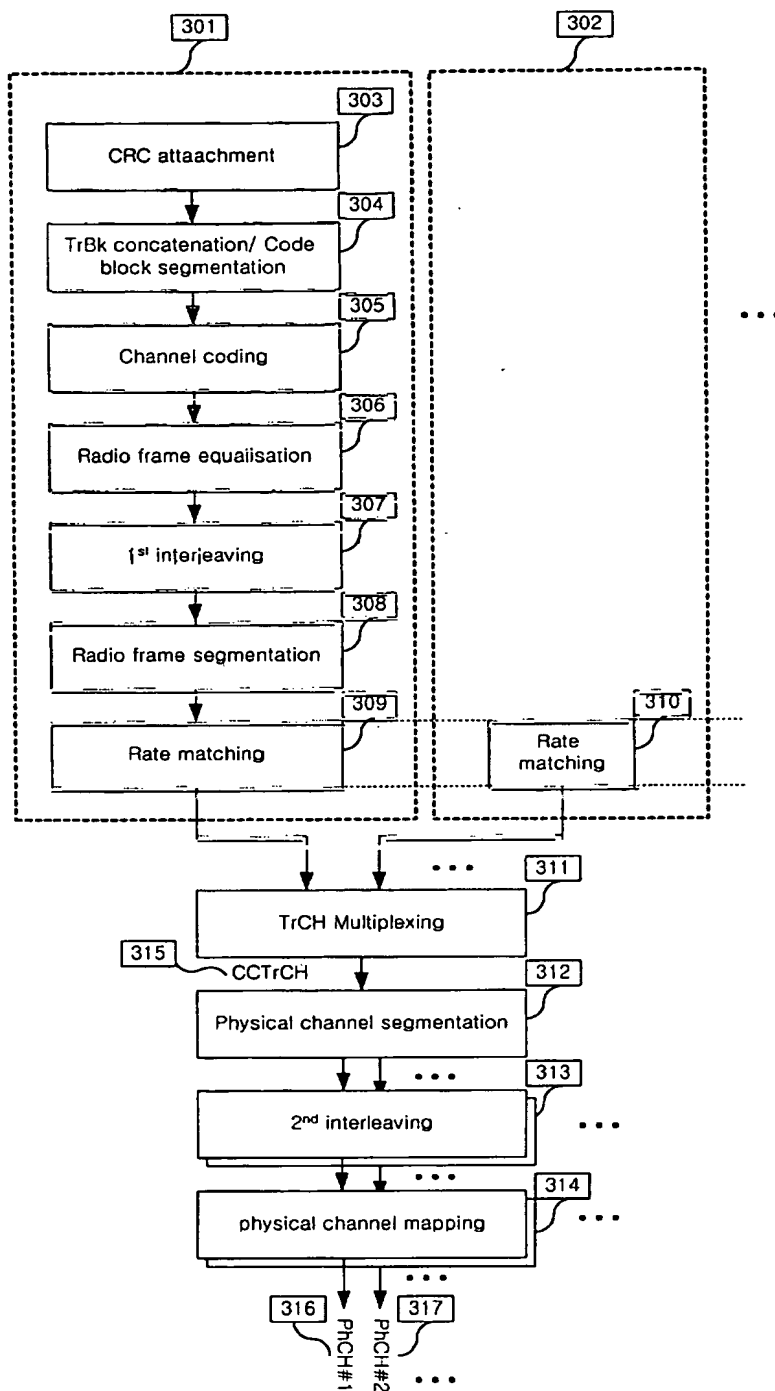 301
302
303
CRC attaachment
304
TrBk concatenation/ Code
block segmentation
305
Channel coding
306
Radio frame equalisation
307
1st interleaving
308
Radio frame segmentation
309
Rate matching
310
Rate
matching
311
TrCH Multiplexing
315
CCTrCH
312
Physical channel segmentation
313
2nd interleaving
314
physical channel mapping
316
PhCH#1
PhCH#2
317